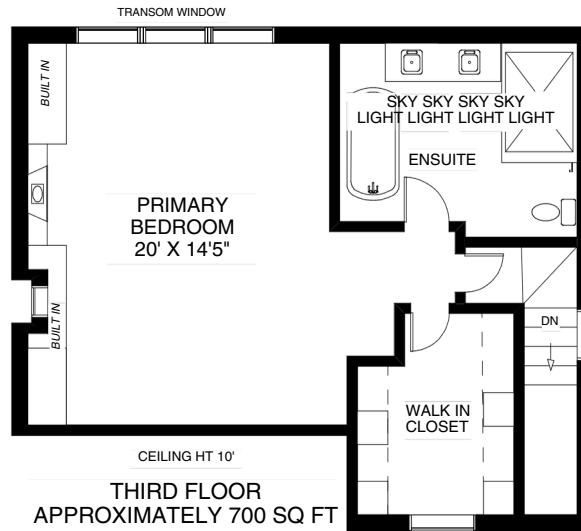 TRANSOM WINDOW
BUILT IN
SKY SKY SKY SKY
LIGHT LIGHT LIGHT LIGHT
ENSUITE
PRIMARY
BEDROOM
20' X 14'5"
BUILT IN
DN
WALK IN
CLOSET
CEILING HT 10'
THIRD FLOOR
APPROXIMATELY 700 SQ FT